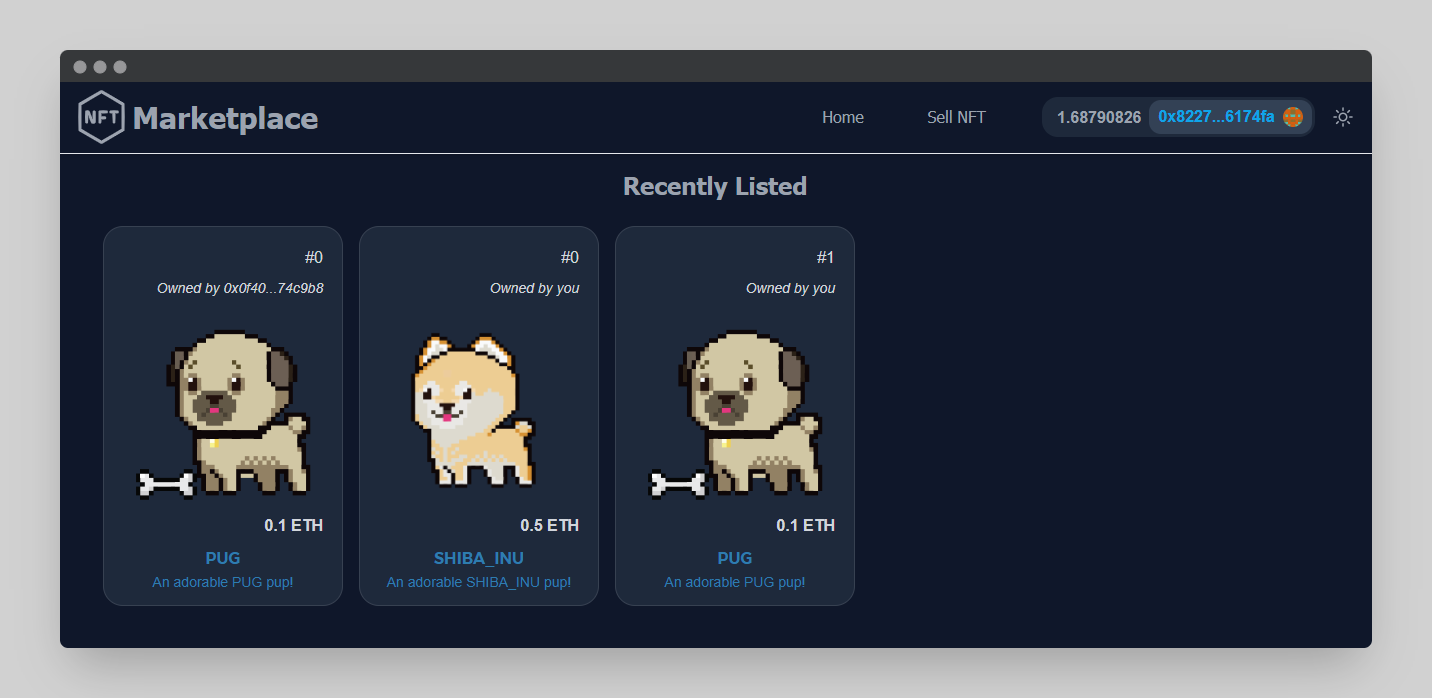 NFT Marketplace
Home
Sell NFT
1.68790826
0x8227...6174fa
Recently Listed
#0
Owned by 0x0f40...74c9b8
0.1 ETH
PUG
An adorable PUG pup!
#0
Owned by you
0.5 ETH
SHIBA_INU
An adorable SHIBA_INU pup!
#1
Owned by you
0.1 ETH
PUG
An adorable PUG pup!